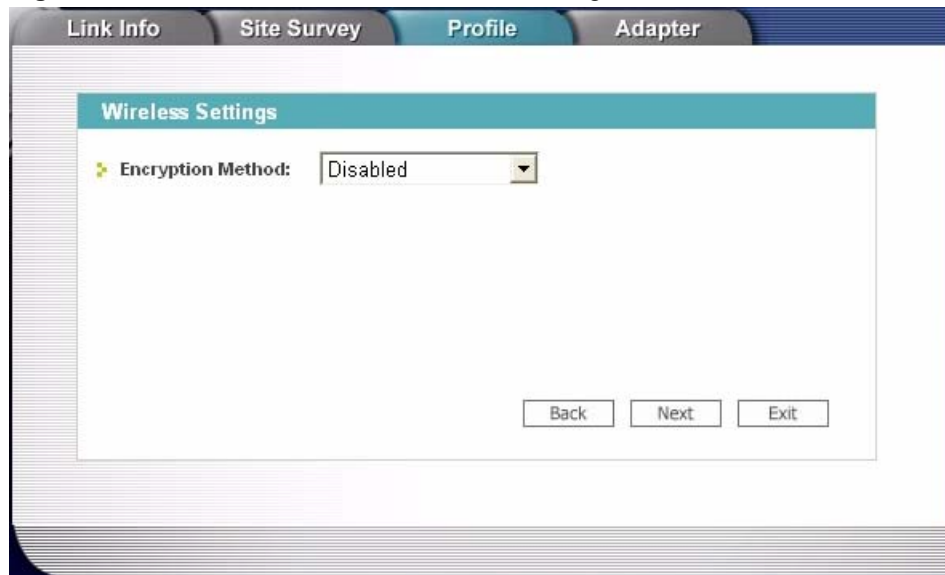 Link Info Site Survey Profile Adapter
Wireless Settings
Encryption Method: Disabled
Back Next Exit